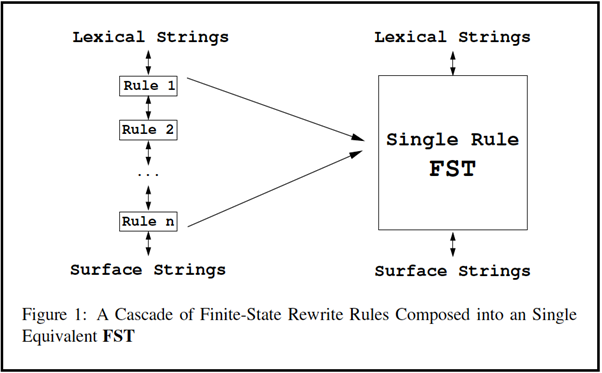 Lexical Strings
Rule 1
Rule 2
...
Rule n
Surface Strings
Lexical Strings
Single Rule
FST
Surface Strings
Figure 1: A Cascade of Finite-State Rewrite Rules Composed into an Single
Equivalent FST